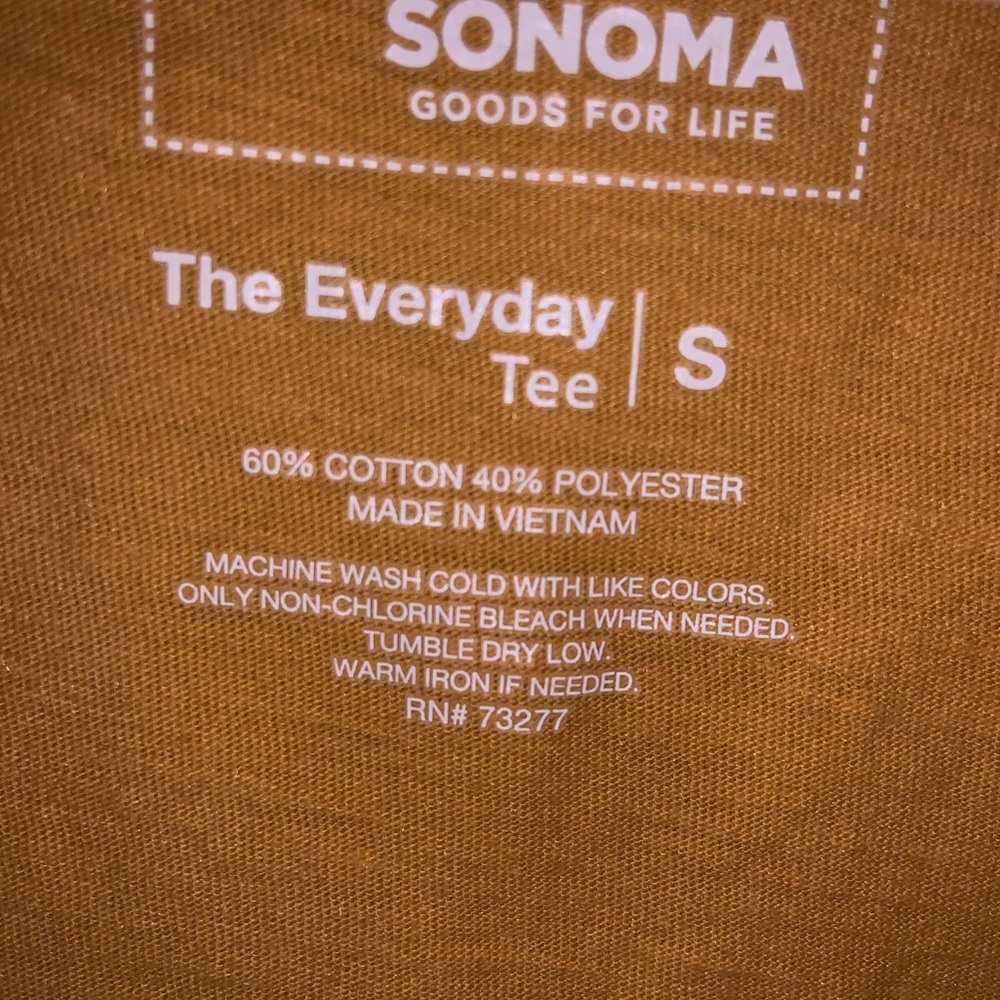 SONOMA
GOODS FOR LIFE
The Everyday
Tee
S
60% COTTON 40% POLYESTER
MADE IN VIETNAM
MACHINE WASH COLD WITH LIKE COLORS.
ONLY NON-CHLORINE BLEACH WHEN NEEDED.
TUMBLE DRY LOW.
WARM IRON IF NEEDED.
RN# 73277